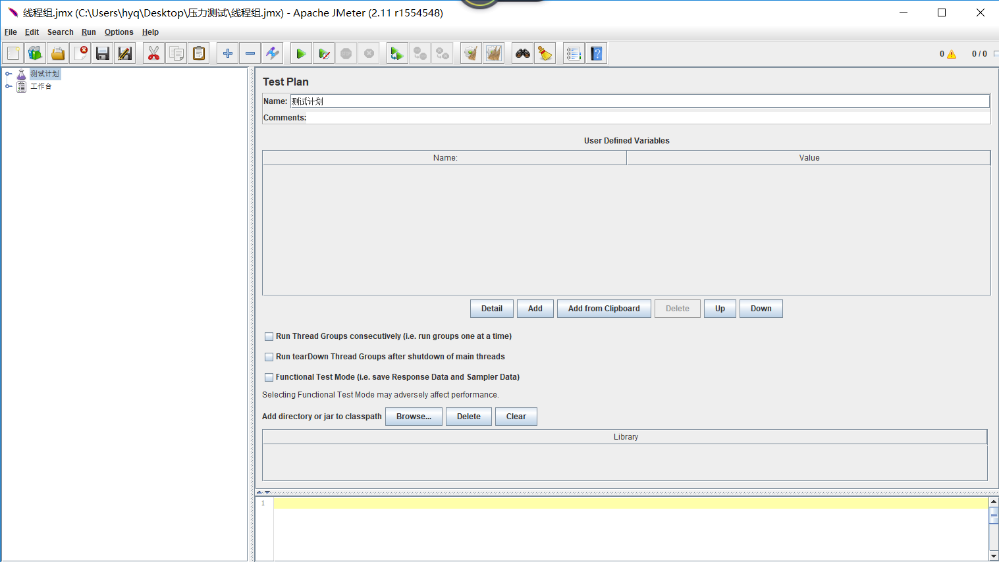 线程组.jmx (C:\Users\hyq\Desktop\压力测试\线程组.jmx) - Apache JMeter (2.11 r1554548)
File Edit Search Run Options Help
0 0 / 0
测试计划
工作台
Test Plan
Name: 测试计划
Comments:
User Defined Variables
Name: Value
Detail Add Add from Clipboard Delete Up Down
Run Thread Groups consecutively (i.e. run groups one at a time)
Run tearDown Thread Groups after shutdown of main threads
Functional Test Mode (i.e. save Response Data and Sampler Data)
Selecting Functional Test Mode may adversely affect performance.
Add directory or jar to classpath Browse... Delete Clear
Library
1